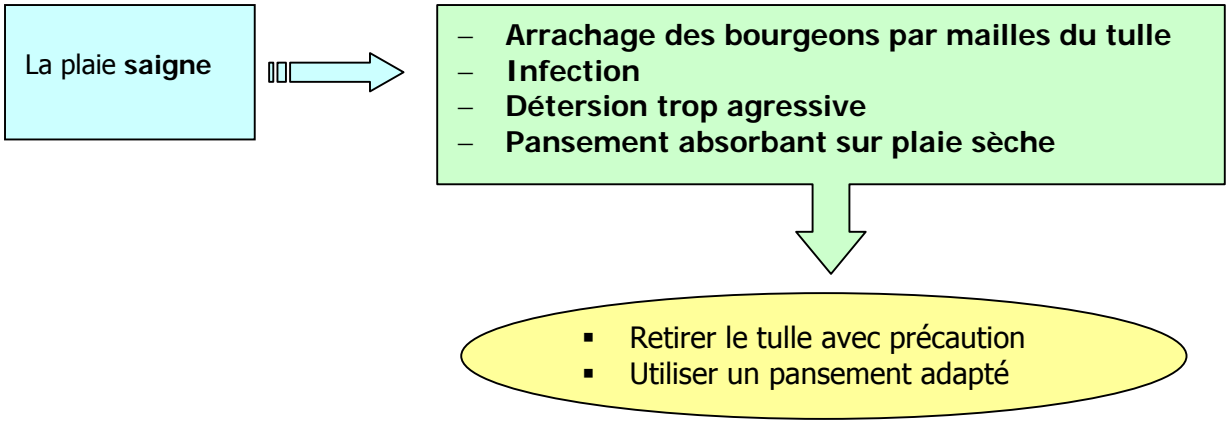 La plaie saigne
– Arrachage des bourgeons par mailles du tulle
– Infection
– Détersion trop agressive
– Pansement absorbant sur plaie sèche
▪ Retirer le tulle avec précaution
▪ Utiliser un pansement adapté